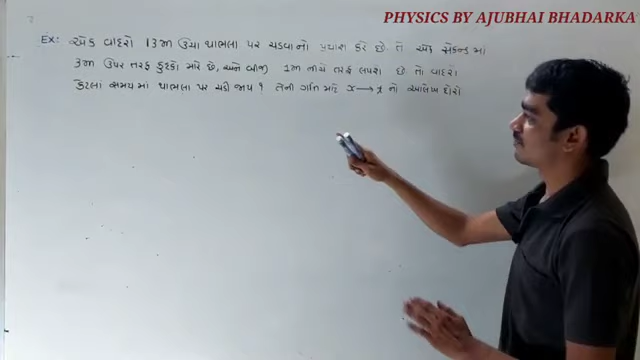 PHYSICS BY AJUBHAI BHADARKA
Ex: એક વાંદરો 13m ઉંચા થાંભલા પર ચડવાનો પ્રયાસ કરે છે. તે એક સેકન્ડમાં
3m ઉપર તરફ કુદકો મારે છે, અને બીજી 1m નીચે તરફ લપસે છે તો વાંદરો
કેટલાં સમયમાં થાંભલા પર ચડી જાય ? તેની ગતિ માટે x → t નો આલેખ દોરો